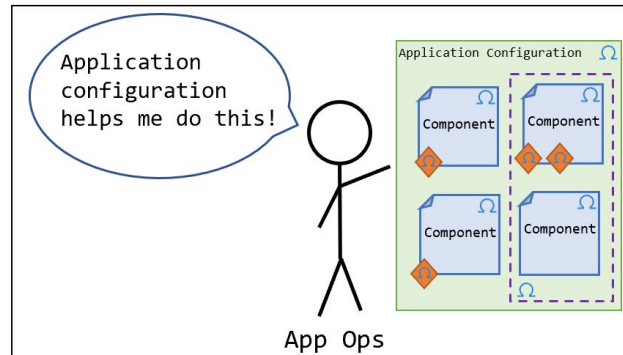 Application
configuration
helps me do this!
App Ops
Application Configuration Ω
Ω
Component
Ω
Ω
Component
Ω Ω
Ω
Component
Ω
Ω
Component
Ω